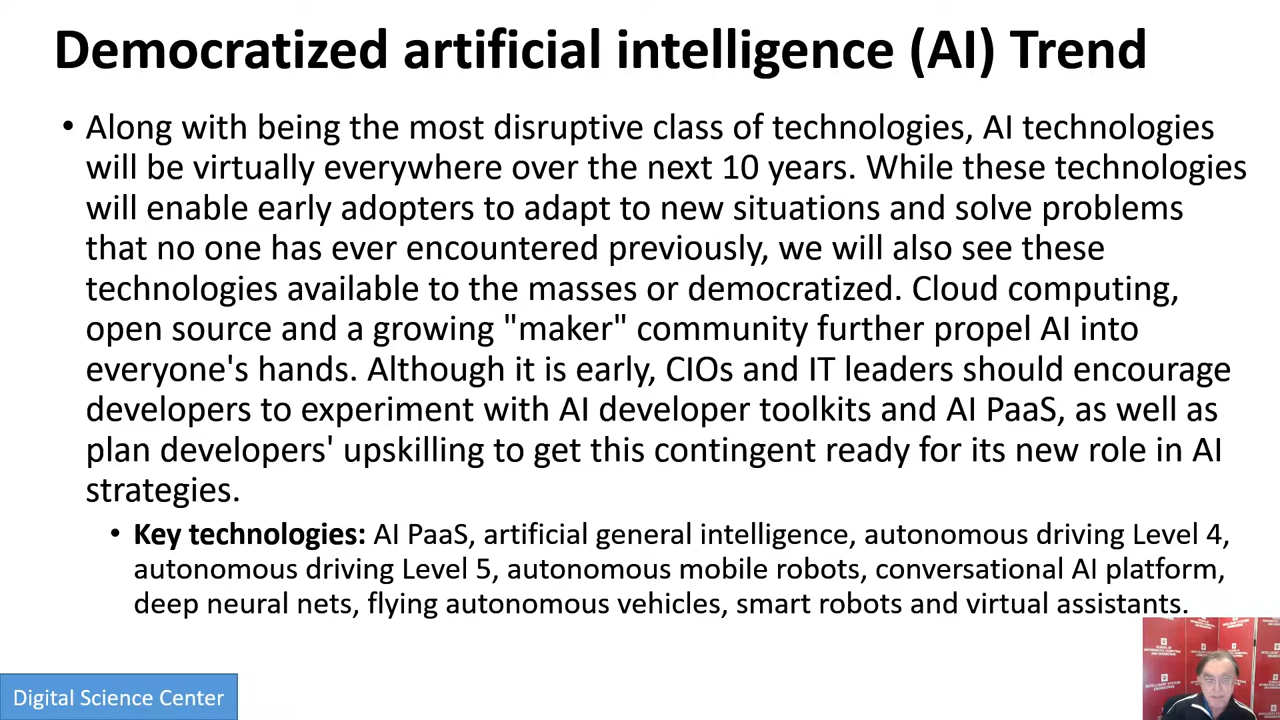 Democratized artificial intelligence (AI) Trend
• Along with being the most disruptive class of technologies, AI technologies
will be virtually everywhere over the next 10 years. While these technologies
will enable early adopters to adapt to new situations and solve problems
that no one has ever encountered previously, we will also see these
technologies available to the masses or democratized. Cloud computing,
open source and a growing "maker" community further propel AI into
everyone's hands. Although it is early, CIOs and IT leaders should encourage
developers to experiment with AI developer toolkits and AI PaaS, as well as
plan developers' upskilling to get this contingent ready for its new role in AI
strategies.
• Key technologies: AI PaaS, artificial general intelligence, autonomous driving Level 4,
autonomous driving Level 5, autonomous mobile robots, conversational AI platform,
deep neural nets, flying autonomous vehicles, smart robots and virtual assistants.
Digital Science Center